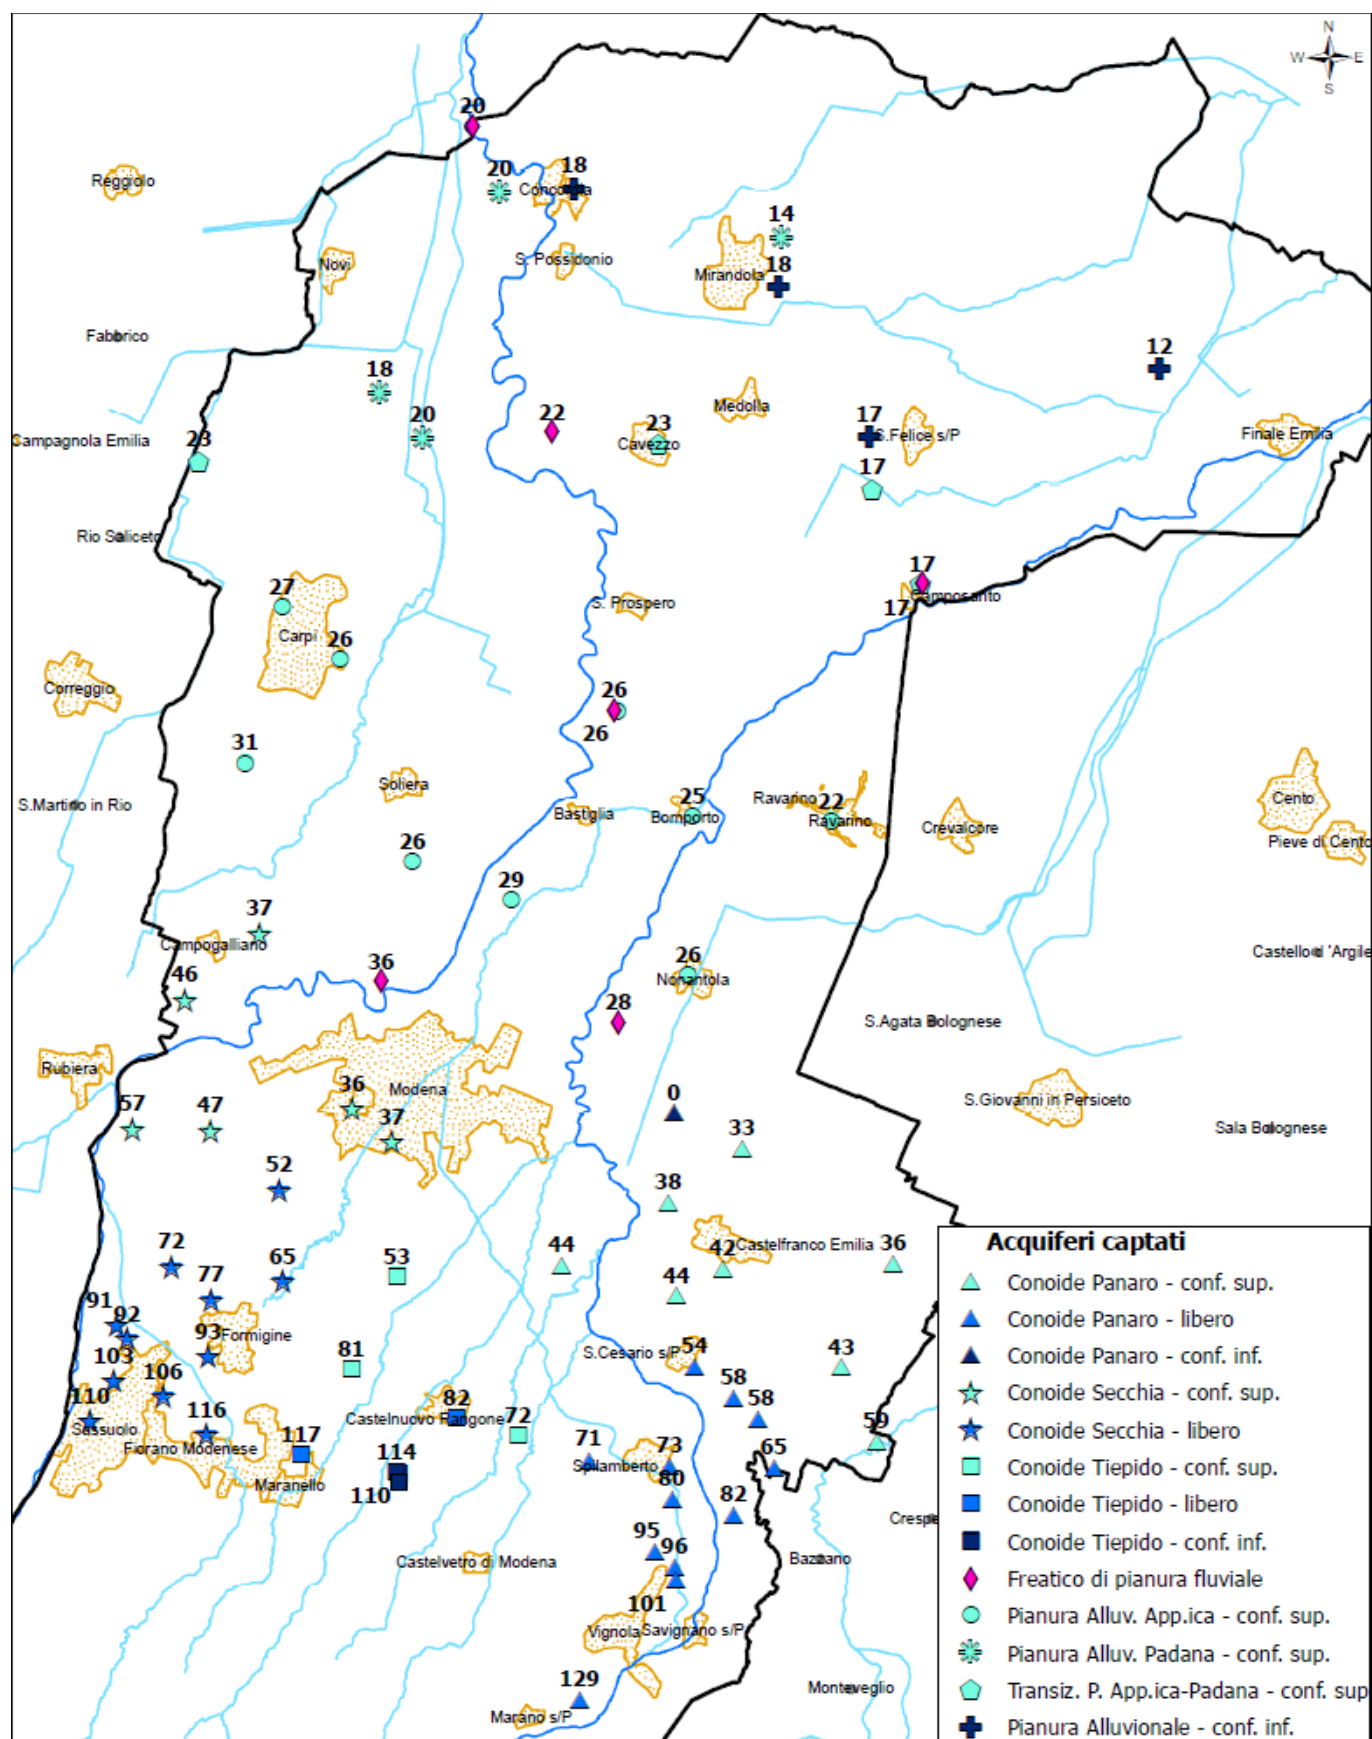 N
W E
S
20
Reggiolo
20
18
Concordia
14
S. Possidonio
Novi
Mirandola
18
Fabbrico
12
18
20
22
Medolla
23
17
Campagnola Emilia
23
Cavezzo
S.Felice s/P
Finale Emilia
17
Rio Saliceto
17
27
17
Camposanto
S. Prospero
Carpi
26
Correggio
26
26
31
Soliera
S.Martino in Rio
Bastiglia
25
Bomporto
Ravarino
22
Ravarino
Crevalcore
Cento
Pieve di Cento
26
29
37
Campogalliano
46
36
26
Nonantola
Castello d'Argile
28
S.Agata Bolognese
Rubiera
Modena
36
0
S.Giovanni in Persiceto
57
47
37
33
Sala Bolognese
52
38
72
65
53
44
42
Castelfranco Emilia
36
77
44
91
92
93
Formigine
103
106
81
S.Cesario s/P
54
43
58
58
110
Sassuolo
116
Fiorano Modenese
117
Castelnuovo Rangone
82
72
59
Maranello
114
110
71
Spilamberto
73
65
80
82
Crespe
95
96
Castelvetro di Modena
Bazzano
101
Vignola
Savignano s/P
129
Marano s/P
Monteveglio
Acquiferi captati
Conoide Panaro - conf. sup.
Conoide Panaro - libero
Conoide Panaro - conf. inf.
Conoide Secchia - conf. sup.
Conoide Secchia - libero
Conoide Tiepido - conf. sup.
Conoide Tiepido - libero
Conoide Tiepido - conf. inf.
Freatico di pianura fluviale
Pianura Alluv. App.ica - conf. sup.
Pianura Alluv. Padana - conf. sup.
Transiz. P. App.ica-Padana - conf. sup
Pianura Alluvionale - conf. inf.